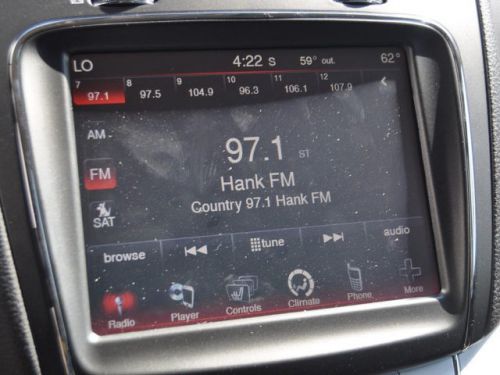 LO 4:22 S 59° out. 62°
7 8 9 10 11 12
97.1 97.5 104.9 96.3 106.1 107.9
AM
97.1 ST
FM
Hank FM
Country 97.1 Hank FM
SAT
browse tune audio
Radio Player Controls Climate Phone More